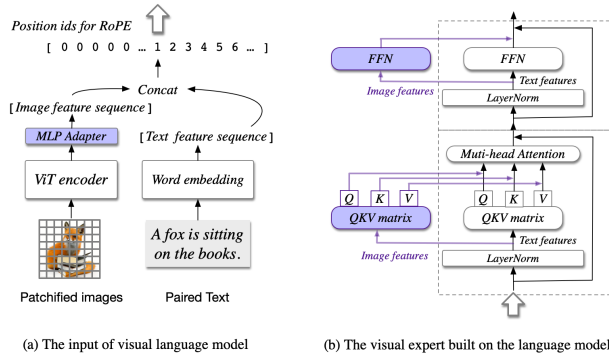 Position ids for RoPE
[ 0 0 0 0 0 … 1 2 3 4 5 6 … ]
Concat
[Image feature sequence]
[Text feature sequence]
MLP Adapter
ViT encoder
Word embedding
A fox is sitting
on the books.
Patchified images
Paired Text
(a) The input of visual language model
FFN
FFN
Image features
Text features
LayerNorm
Muti-head Attention
Q K V
Q K V
QKV matrix
QKV matrix
Text features
Image features
LayerNorm
(b) The visual expert built on the language model